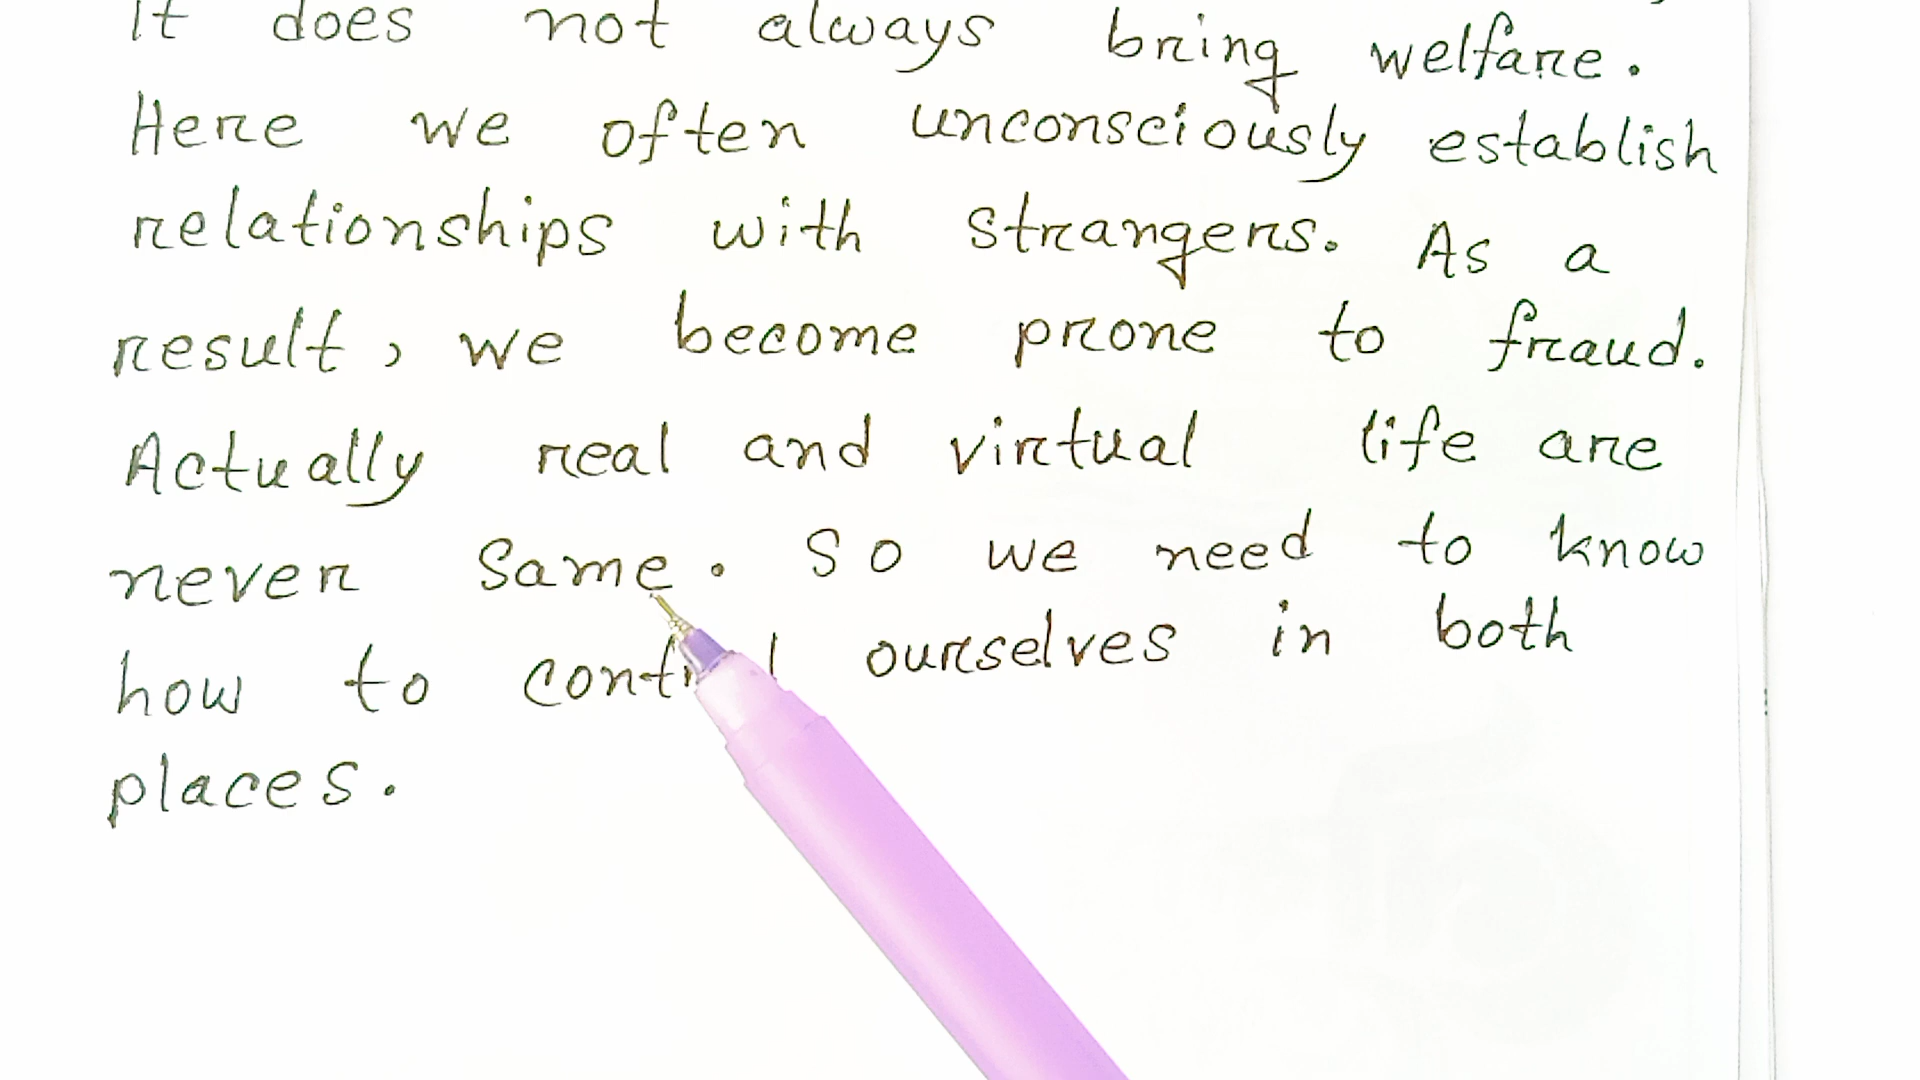 It does not always bring welfare.
Here we often unconsciously establish
relationships with strangers. As a
result, we become prone to fraud.
Actually real and virtual life are
never same. So we need to know
how to ourselves in both
places.